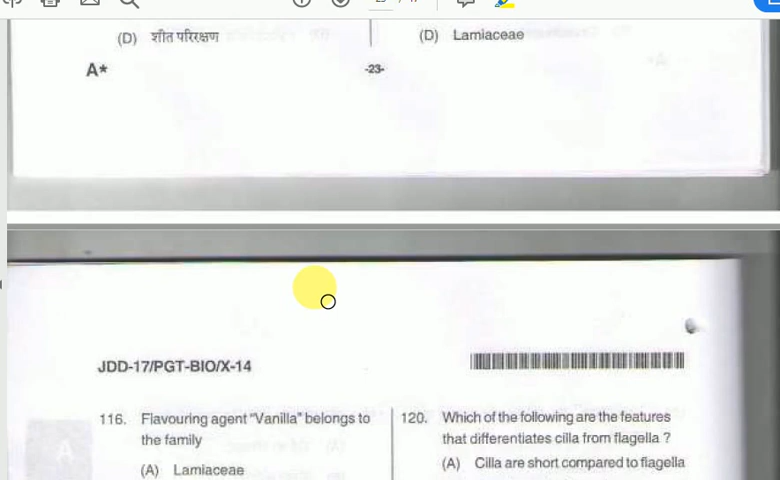 (D) शीत परिरक्षण
(D) Lamiaceae
A*
-23-
JDD-17/PGT-BIO/X-14
116. Flavouring agent "Vanilla" belongs to
the family
(A) Lamiaceae
120. Which of the following are the features
that differentiates cilla from flagella ?
(A) Cilla are short compared to flagella